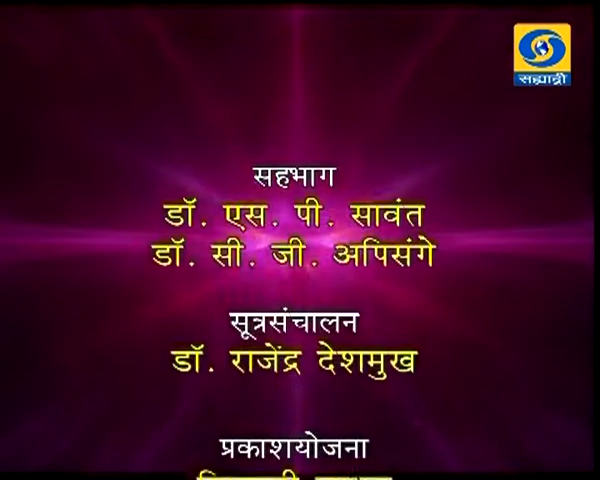 सह्याद्री
सहभाग
डॉ. एस. पी. सावंत
डॉ. सी. जी. अपिसंगे
सूत्रसंचालन
डॉ. राजेंद्र देशमुख
प्रकाशयोजना